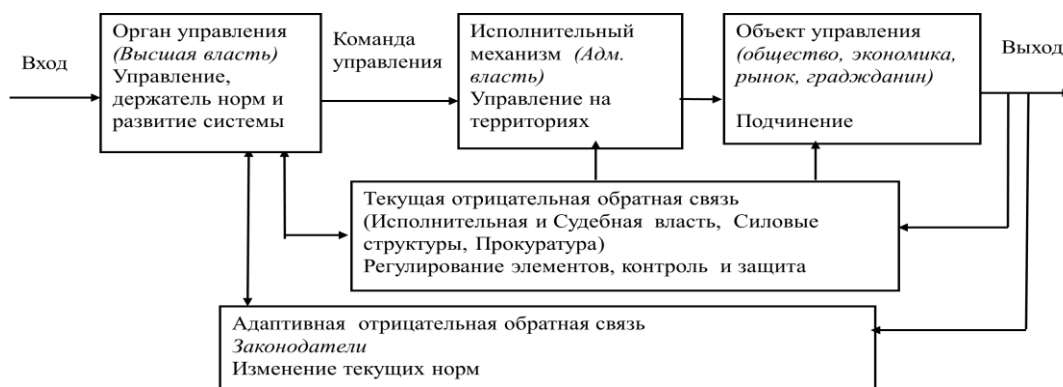 Вход
Орган управления
(Высшая власть)
Управление,
держатель норм и
развитие системы
Команда
управления
Исполнительный
механизм (Адм.
власть)
Управление на
территориях
Объект управления
(общество, экономика,
рынок, гражданин)
Подчинение
Выход
Текущая отрицательная обратная связь
(Исполнительная и Судебная власть, Силовые
структуры, Прокуратура)
Регулирование элементов, контроль и защита
Адаптивная отрицательная обратная связь
Законодатели
Изменение текущих норм